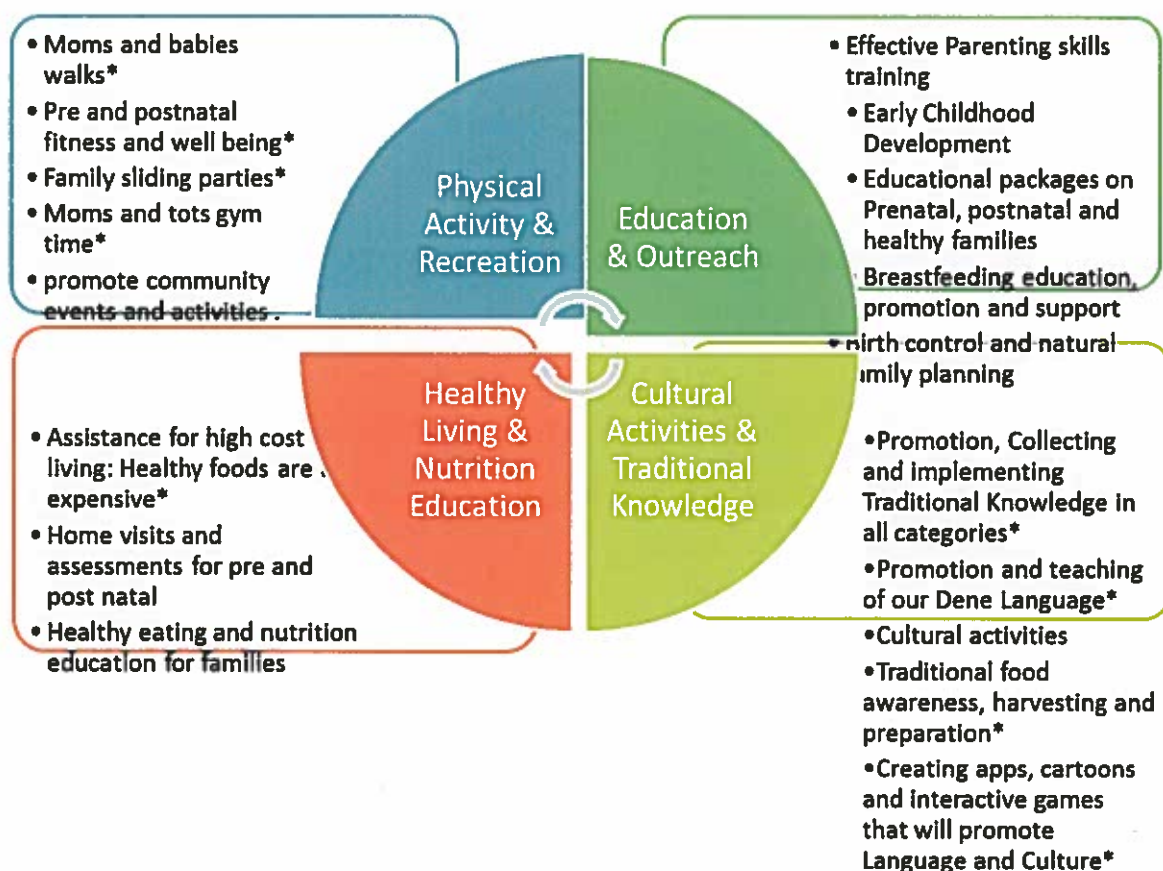 • Moms and babies
walks*
• Pre and postnatal
fitness and well being*
• Family sliding parties*
• Moms and tots gym
time*
• promote community
events and activities .
Physical
Activity &
Recreation
Education
& Outreach
• Effective Parenting skills
training
• Early Childhood
Development
• Educational packages on
Prenatal, postnatal and
healthy families
Breastfeeding education,
promotion and support
• Birth control and natural
family planning
• Assistance for high cost
living: Healthy foods are
expensive*
• Home visits and
assessments for pre and
post natal
• Healthy eating and nutrition
education for families
Healthy
Living &
Nutrition
Education
Cultural
Activities &
Traditional
Knowledge
•Promotion, Collecting
and implementing
Traditional Knowledge in
all categories*
•Promotion and teaching
of our Dene Language*
•Cultural activities
•Traditional food
awareness, harvesting and
preparation*
•Creating apps, cartoons
and interactive games
that will promote
Language and Culture*